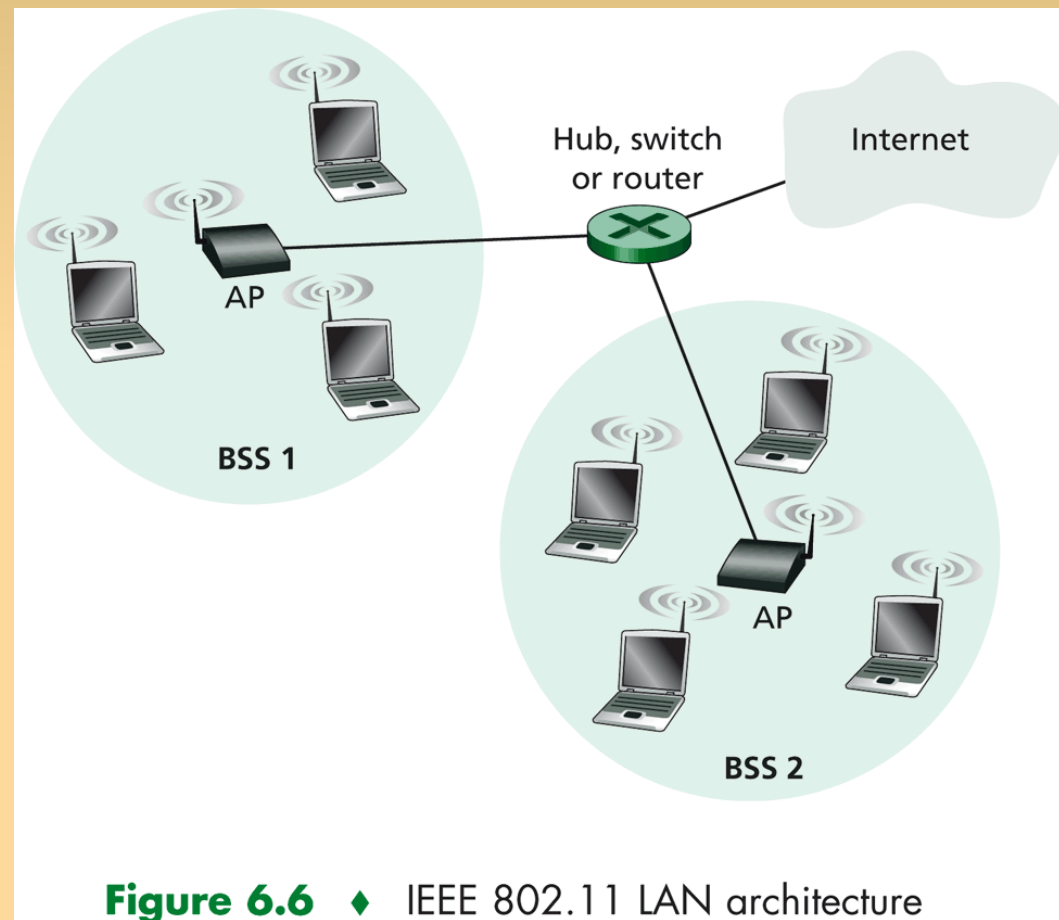 Hub, switch
or router
Internet
AP
BSS 1
AP
BSS 2
Figure 6.6 ♦ IEEE 802.11 LAN architecture